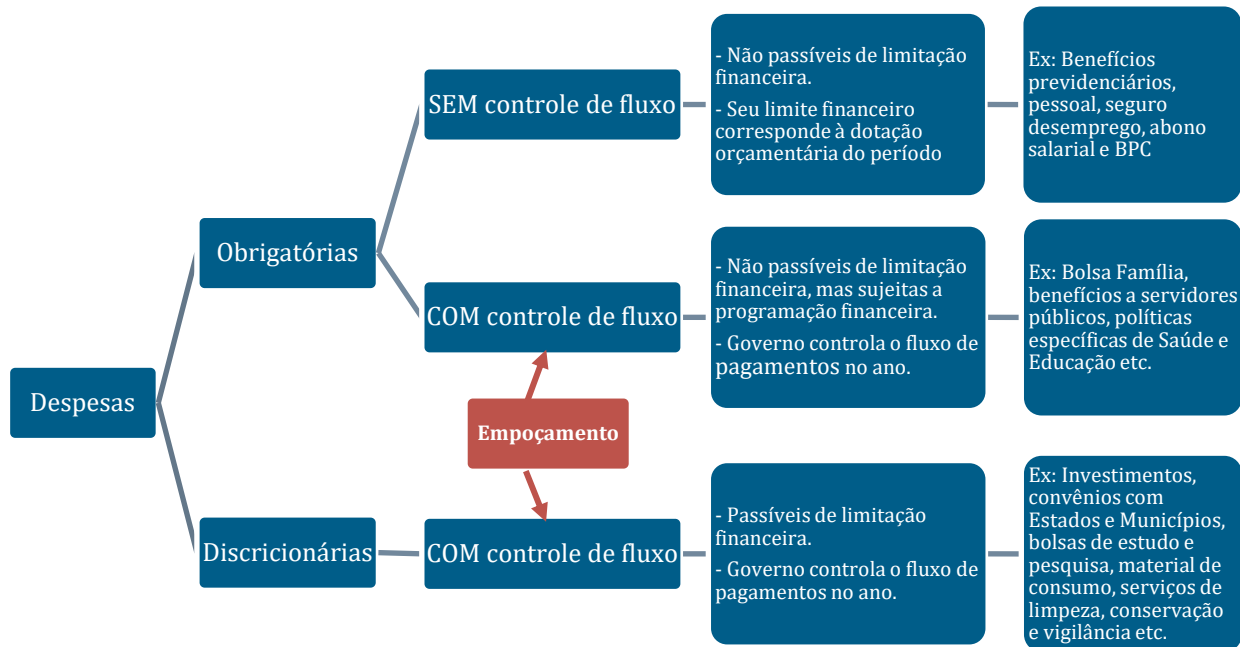 Despesas
Obrigatórias
SEM controle de fluxo
- Não passíveis de limitação
financeira.
- Seu limite financeiro
corresponde à dotação
orçamentária do período
Ex: Benefícios
previdenciários,
pessoal, seguro
desemprego, abono
salarial e BPC
COM controle de fluxo
- Não passíveis de limitação
financeira, mas sujeitas a
programação financeira.
- Governo controla o fluxo de
pagamentos no ano.
Ex: Bolsa Família,
benefícios a servidores
públicos, políticas
específicas de Saúde e
Educação etc.
Empoçamento
Discricionárias
COM controle de fluxo
- Passíveis de limitação
financeira.
- Governo controla o fluxo de
pagamentos no ano.
Ex: Investimentos,
convênios com
Estados e Municípios,
bolsas de estudo e
pesquisa, material de
consumo, serviços de
limpeza, conservação
e vigilância etc.